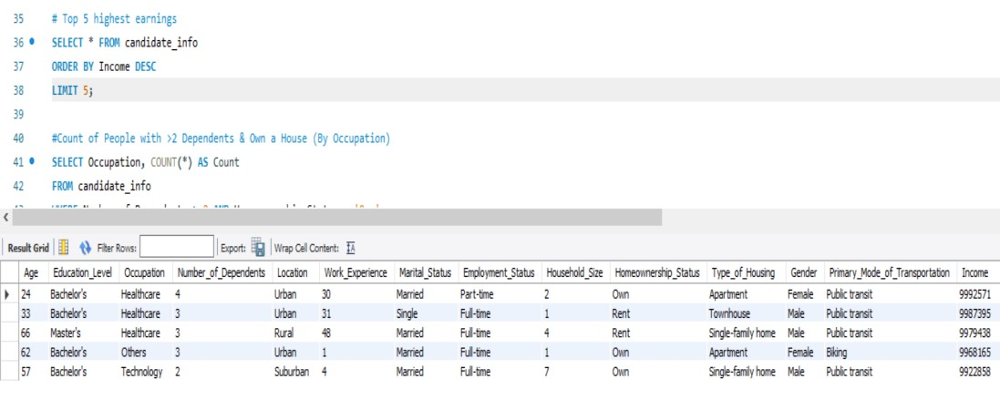 35 # Top 5 highest earnings
36 SELECT * FROM candidate_info
37 ORDER BY Income DESC
38 LIMIT 5;
39
40 #Count of People with >2 Dependents & Own a House (By Occupation)
41 SELECT Occupation, COUNT(*) AS Count
42 FROM candidate_info
Result Grid Filter Rows: Export: Wrap Cell Content:
Age Education_Level Occupation Number_of_Dependents Location Work_Experience Marital_Status Employment_Status Household_Size Homeownership_Status Type_of_Housing Gender Primary_Mode_of_Transportation Income
24 Bachelor's Healthcare 4 Urban 30 Married Part-time 2 Own Apartment Female Public transit 9992571
33 Bachelor's Healthcare 3 Urban 31 Single Full-time 1 Rent Townhouse Male Public transit 9987395
66 Master's Healthcare 3 Rural 48 Married Full-time 4 Rent Single-family home Male Public transit 9979438
62 Bachelor's Others 3 Urban 1 Married Full-time 1 Own Apartment Female Biking 9968165
57 Bachelor's Technology 2 Suburban 4 Married Full-time 7 Own Single-family home Male Public transit 9922858